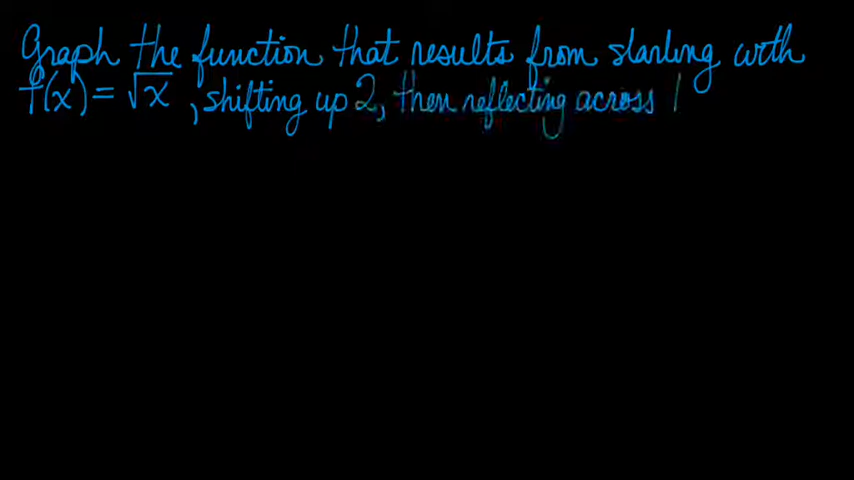 Graph the function that results from starting with
f(x) = √x , shifting up 2, then reflecting across